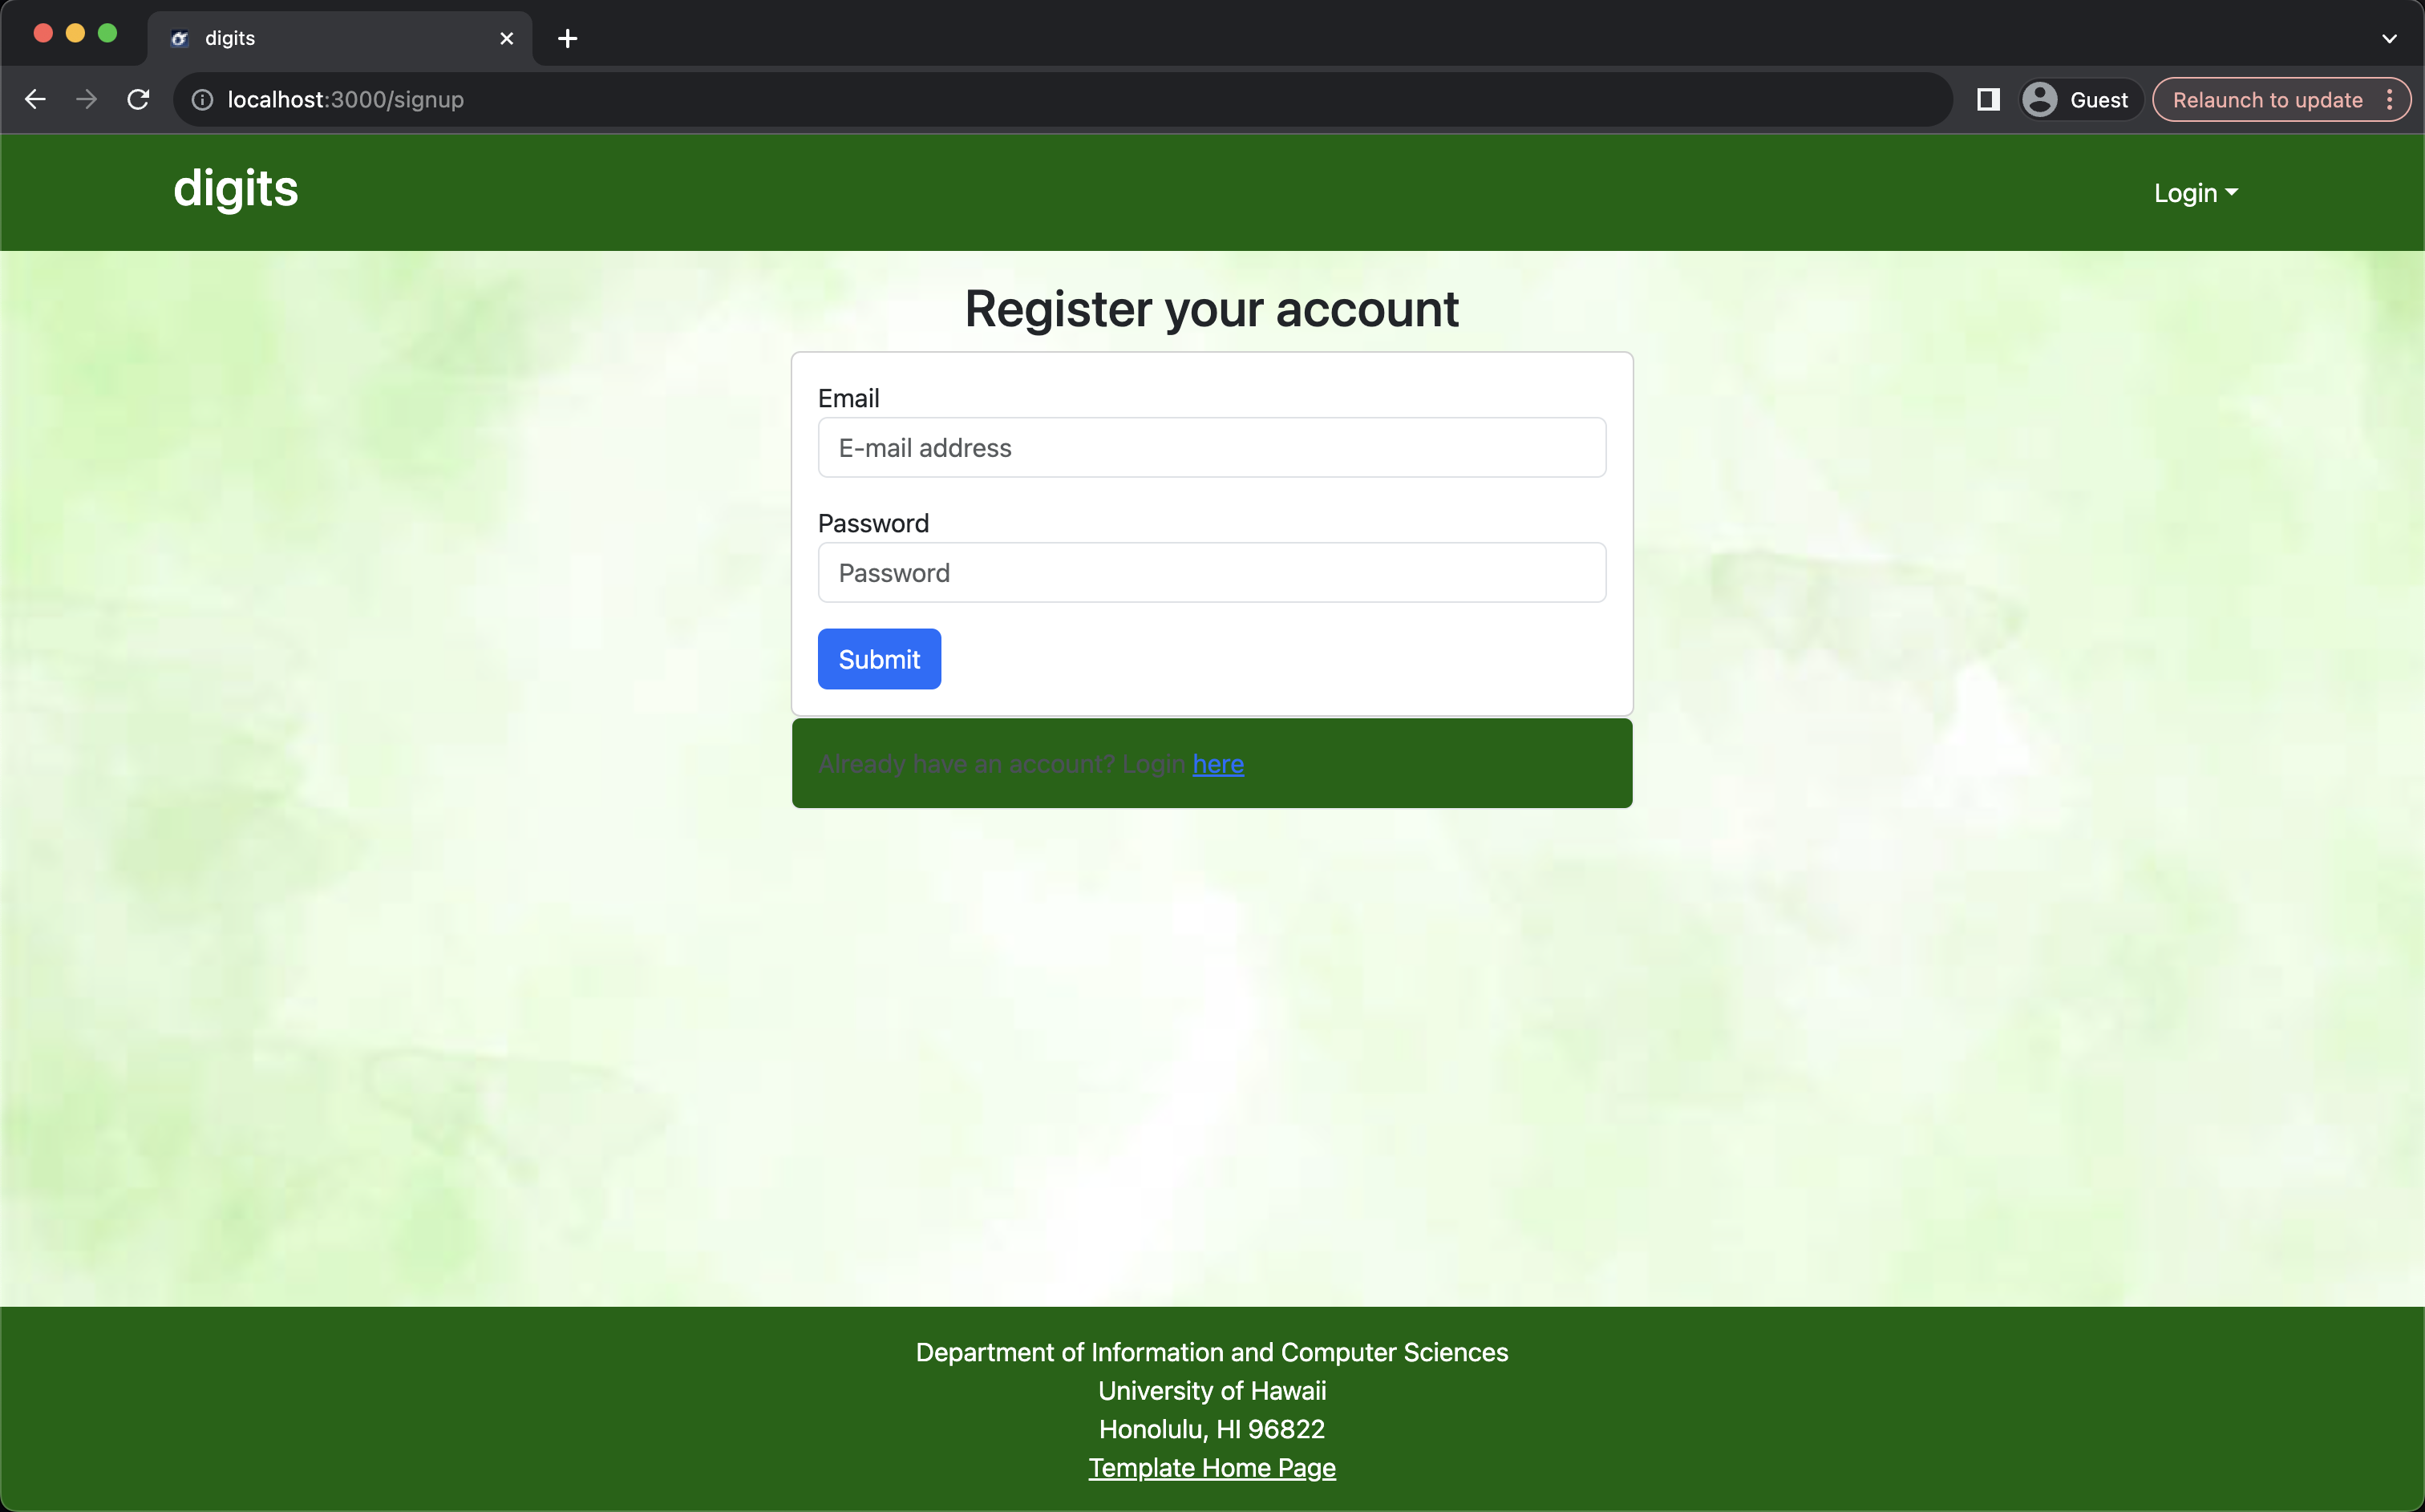 digits
localhost:3000/signup
Guest
Relaunch to update
digits
Login
Register your account
Email
E-mail address
Password
Password
Submit
Already have an account? Login here
Department of Information and Computer Sciences
University of Hawaii
Honolulu, HI 96822
Template Home Page